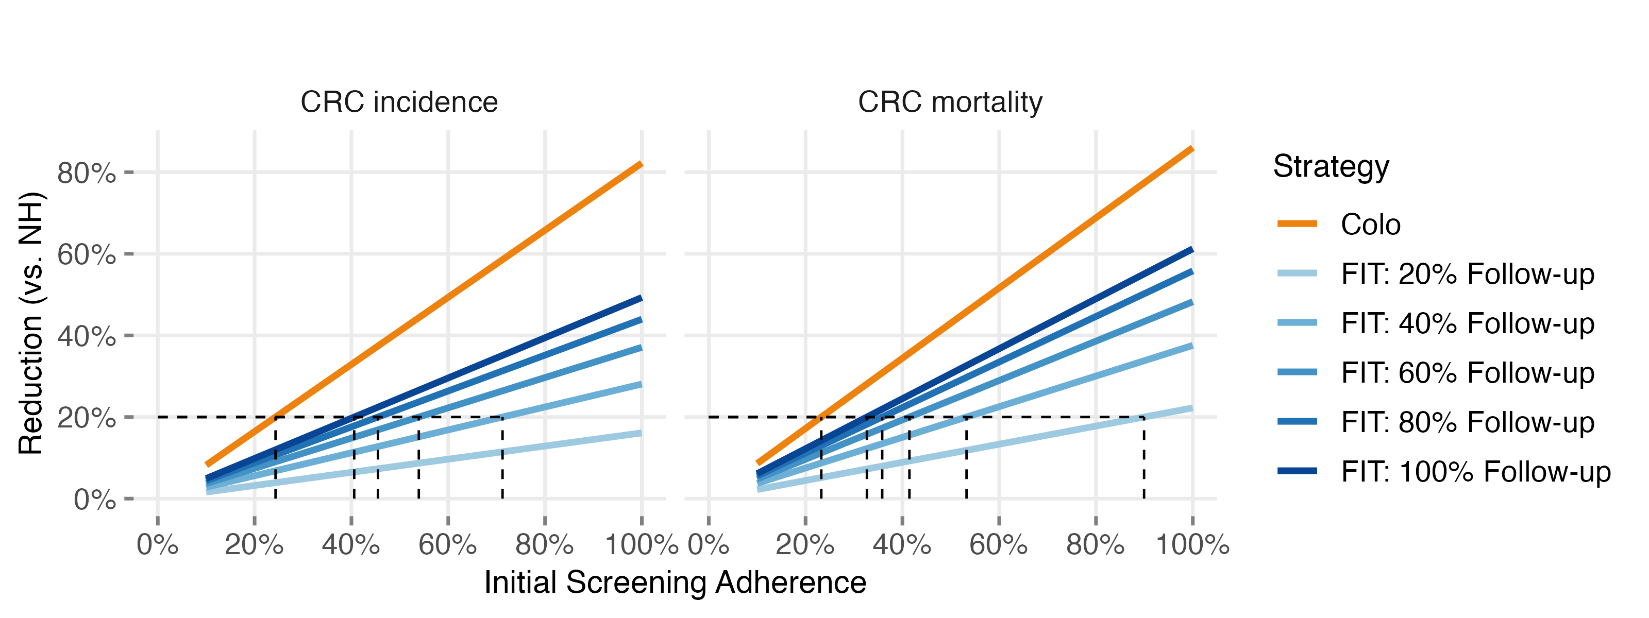 CRC incidence
CRC mortality
Reduction (vs. NH)
80%
60%
40%
20%
0%
0% 20% 40% 60% 80% 100%
0% 20% 40% 60% 80% 100%
Initial Screening Adherence
Strategy
Colo
FIT: 20% Follow-up
FIT: 40% Follow-up
FIT: 60% Follow-up
FIT: 80% Follow-up
FIT: 100% Follow-up